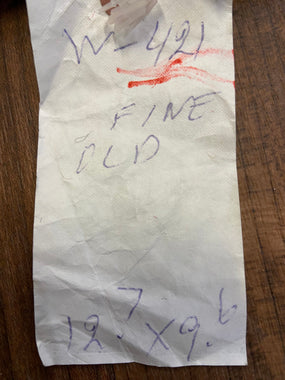 W-421
FINE
OLD
12.7 x 9.6